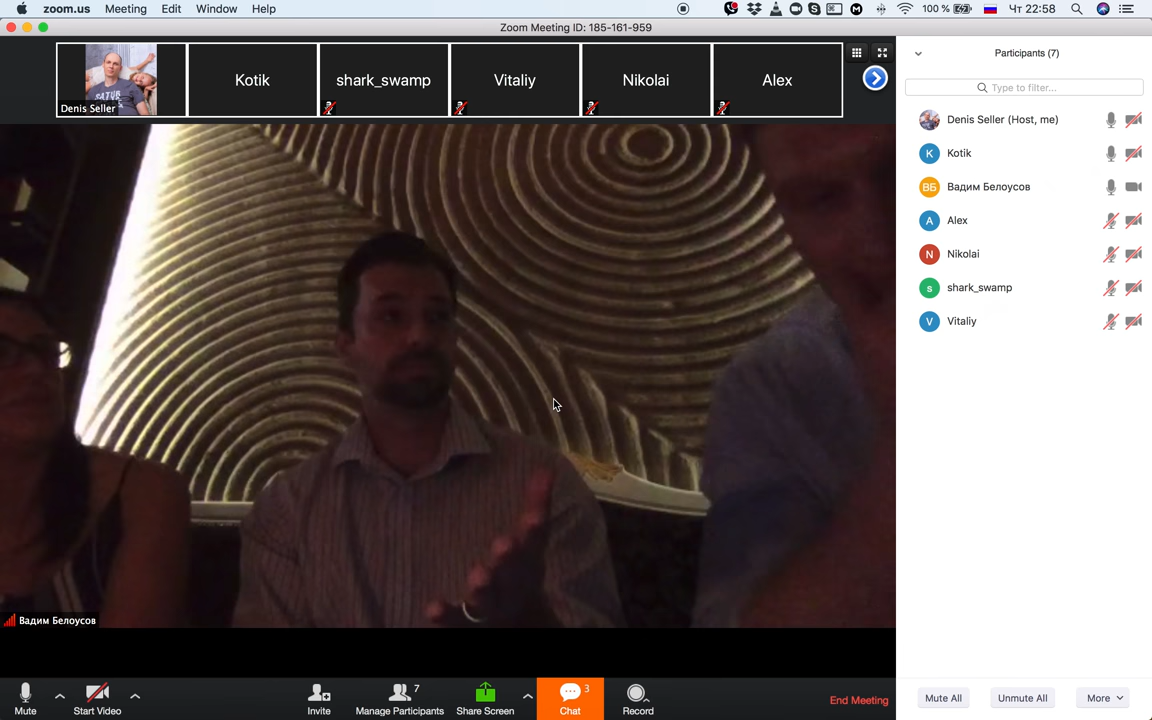 zoom.us Meeting Edit Window Help 100 % Чт 22:58
Zoom Meeting ID: 185-161-959
Denis Seller
Kotik
shark_swamp
Vitaliy
Nikolai
Alex
Вадим Белоусов
Participants (7)
Type to filter...
Denis Seller (Host, me)
K Kotik
ВБ Вадим Белоусов
A Alex
N Nikolai
s shark_swamp
V Vitaliy
Mute
Start Video
Invite
7
Manage Participants
Share Screen
3
Chat
Record
End Meeting
Mute All
Unmute All
More